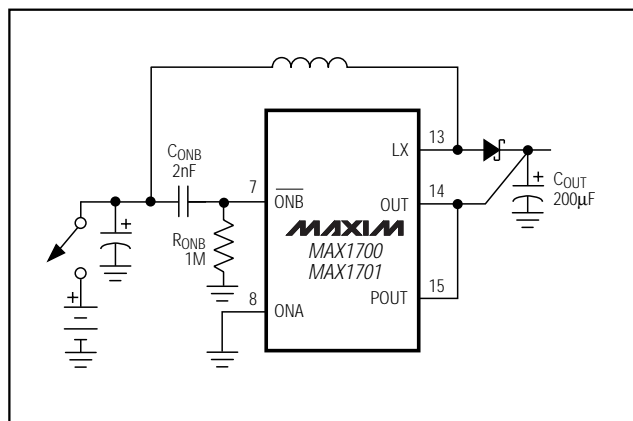 13
LX
CONB
2nF
7
ONB
14
OUT
+
COUT
200µF
+
MAXIM
RONB
1M
MAX1700
MAX1701
15
POUT
8
ONA
+